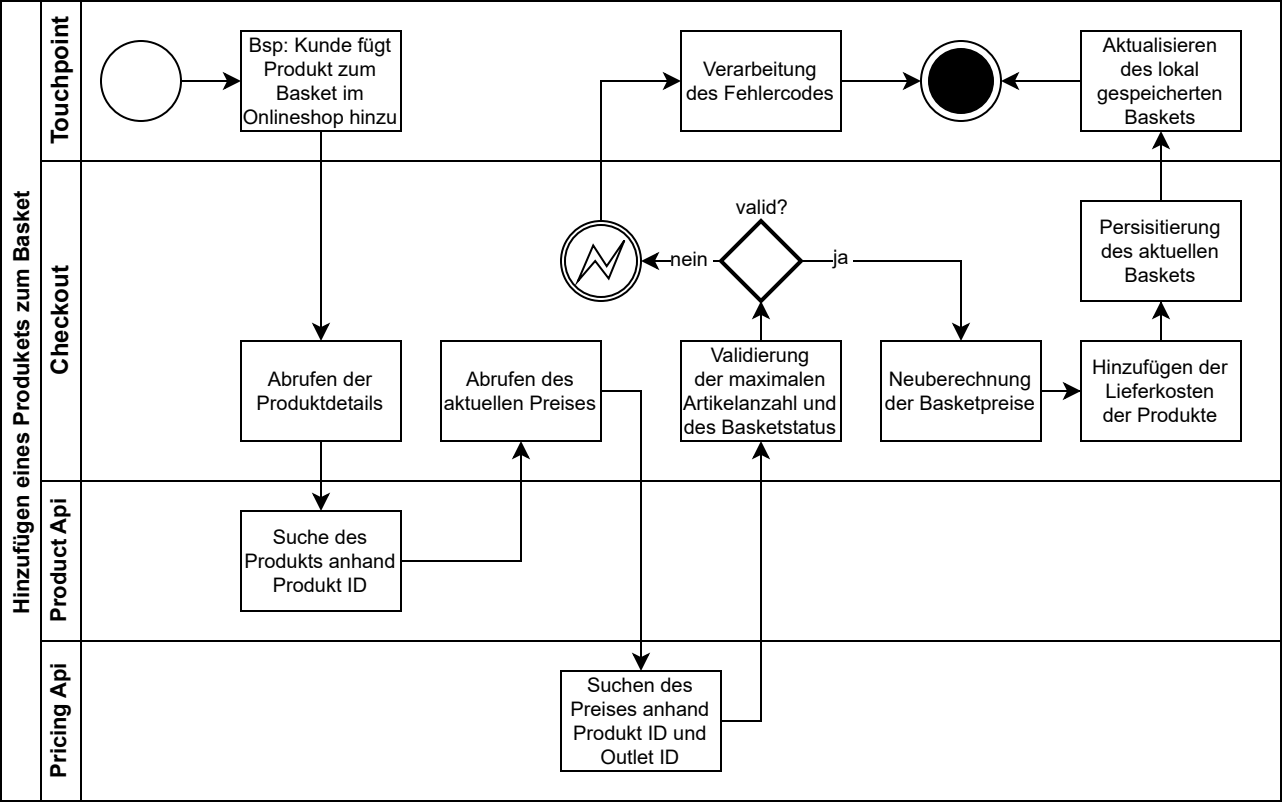 Hinzufügen eines Produkets zum Basket
Touchpoint
Bsp: Kunde fügt
Produkt zum
Basket im
Onlineshop hinzu
Verarbeitung
des Fehlercodes
Aktualisieren
des lokal
gespeicherten
Baskets
Checkout
valid?
nein
ja
Persisitierung
des aktuellen
Baskets
Abrufen der
Produktdetails
Abrufen des
aktuellen Preises
Validierung
der maximalen
Artikelanzahl und
des Basketstatus
Neuberechnung
der Basketpreise
Hinzufügen der
Lieferkosten
der Produkte
Product Api
Suche des
Produkts anhand
Produkt ID
Pricing Api
Suchen des
Preises anhand
Produkt ID und
Outlet ID